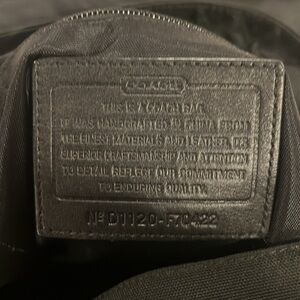 COACH
THIS IS A COACH BAG.
IT WAS HANDCRAFTED IN CHINA FROM
THE FINEST MATERIALS AND LEATHER. ITS
SUPERIOR CRAFTSMANSHIP AND ATTENTION
TO DETAIL REFLECT OUR COMMITMENT
TO ENDURING QUALITY.
Nº D1120-F70422